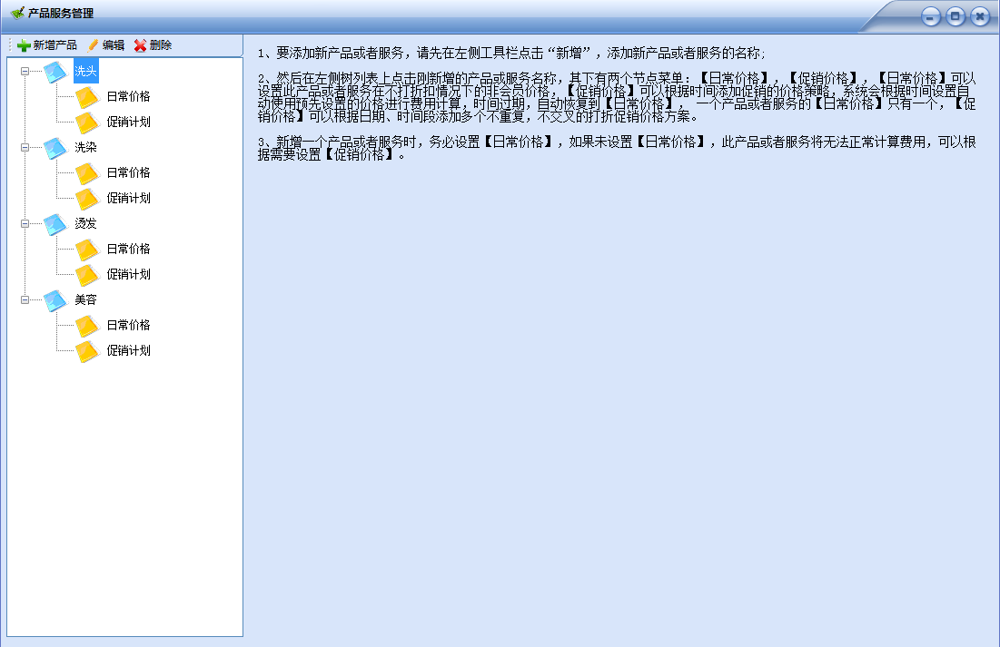 产品服务管理
新增产品 编辑 删除
洗头
日常价格
促销计划
洗染
日常价格
促销计划
烫发
日常价格
促销计划
美容
日常价格
促销计划
1、要添加新产品或者服务，请先在左侧工具栏点击“新增”，添加新产品或者服务的名称;
2、然后在左侧树列表上点击刚新增的产品或服务名称，其下有两个节点菜单：【日常价格】，【促销价格】，【日常价格】可以
设置此产品或者服务在不打折扣情况下的非会员价格，【促销价格】可以根据时间添加促销的价格策略，系统会根据时间设置自
动使用预先设置的价格进行费用计算，时间过期，自动恢复到【日常价格】， 一个产品或者服务的【日常价格】只有一个，【促
销价格】可以根据日期、时间段添加多个不重复，不交叉的打折促销价格方案。
3、新增一个产品或者服务时，务必设置【日常价格】，如果未设置【日常价格】，此产品或者服务将无法正常计算费用，可以根
据需要设置【促销价格】。